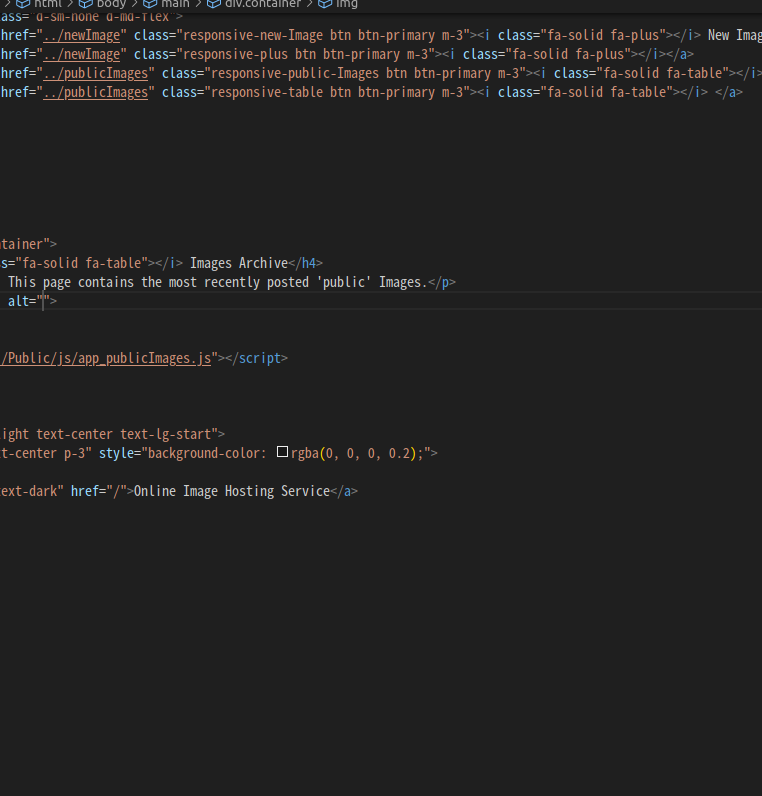 > html > body > main > div.container > img
ass="d-sm-none d-md-flex">
href="../newImage" class="responsive-new-Image btn btn-primary m-3"><i class="fa-solid fa-plus"></i> New Imag
href="../newImage" class="responsive-plus btn btn-primary m-3"><i class="fa-solid fa-plus"></i></a>
href="../publicImages" class="responsive-public-Images btn btn-primary m-3"><i class="fa-solid fa-table"></i>
href="../publicImages" class="responsive-table btn btn-primary m-3"><i class="fa-solid fa-table"></i> </a>
ntainer">
s="fa-solid fa-table"></i> Images Archive</h4>
This page contains the most recently posted 'public' Images.</p>
alt="">
/Public/js/app_publicImages.js"></script>
ight text-center text-lg-start">
t-center p-3" style="background-color: rgba(0, 0, 0, 0.2);">
ext-dark" href="/">Online Image Hosting Service</a>